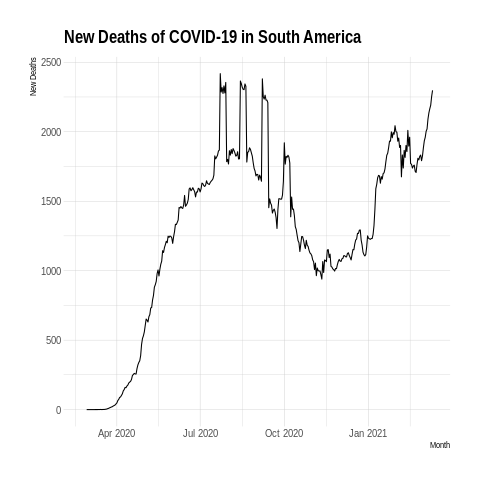 New Deaths of COVID-19 in South America
New Deaths
2500
2000
1500
1000
500
0
Apr 2020 Jul 2020 Oct 2020 Jan 2021
Month